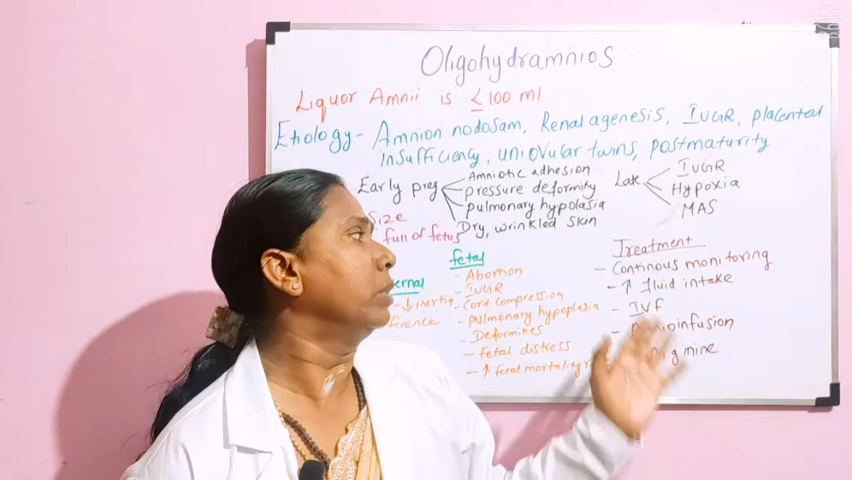 Oligohydramnios
Liquor Amnii is ≤100 ml
Etiology - Amnion nodosam, Renal agenesis, IUGR, placental
insufficiency, uniovular twins, postmaturity
Early preg
Amniotic adhesion
pressure deformity
pulmonary hypolasia
Dry, wrinkled skin
Late
IUGR
Hypoxia
MAS
Size
full of fetus
fetal
- Abortion
- IUGR
- Cord compression
- pulmonary hypoplasia
- Deformities
- fetal distress
- ↑ fetal mortality
- ↓ inertia
Treatment
- Continous monitoring
- ↑ fluid intake
- IVF